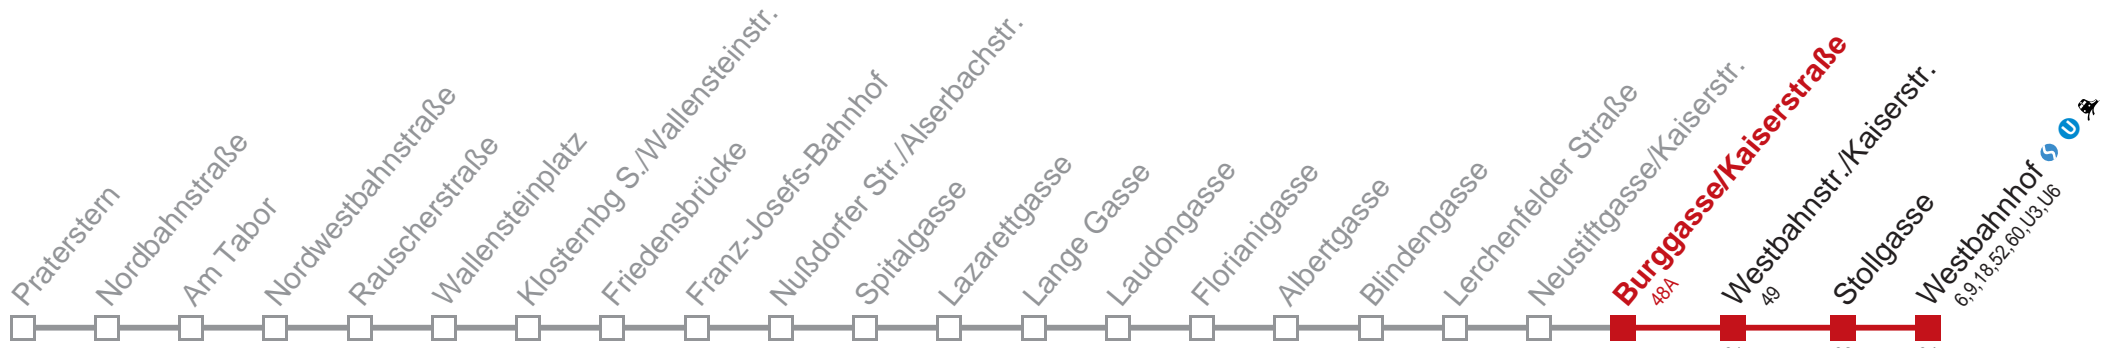 Praterstern
Nordbahnstraße
Am Tabor
Nordwestbahnstraße
Rauscherstraße
Wallensteinplatz
Klosternbg S./Wallensteinstr.
Friedensbrücke
Franz-Josefs-Bahnhof
Nußdorfer Str./Alserbachstr.
Spitalgasse
Lazarettgasse
Lange Gasse
Laudongasse
Florianigasse
Albertgasse
Blindengasse
Lerchenfelder Straße
Neustiftgasse/Kaiserstr.
Burggasse/Kaiserstraße
48A
Westbahnstr./Kaiserstr.
49
Stollgasse
Westbahnhof S U
6,9,18,52,60,U3,U6